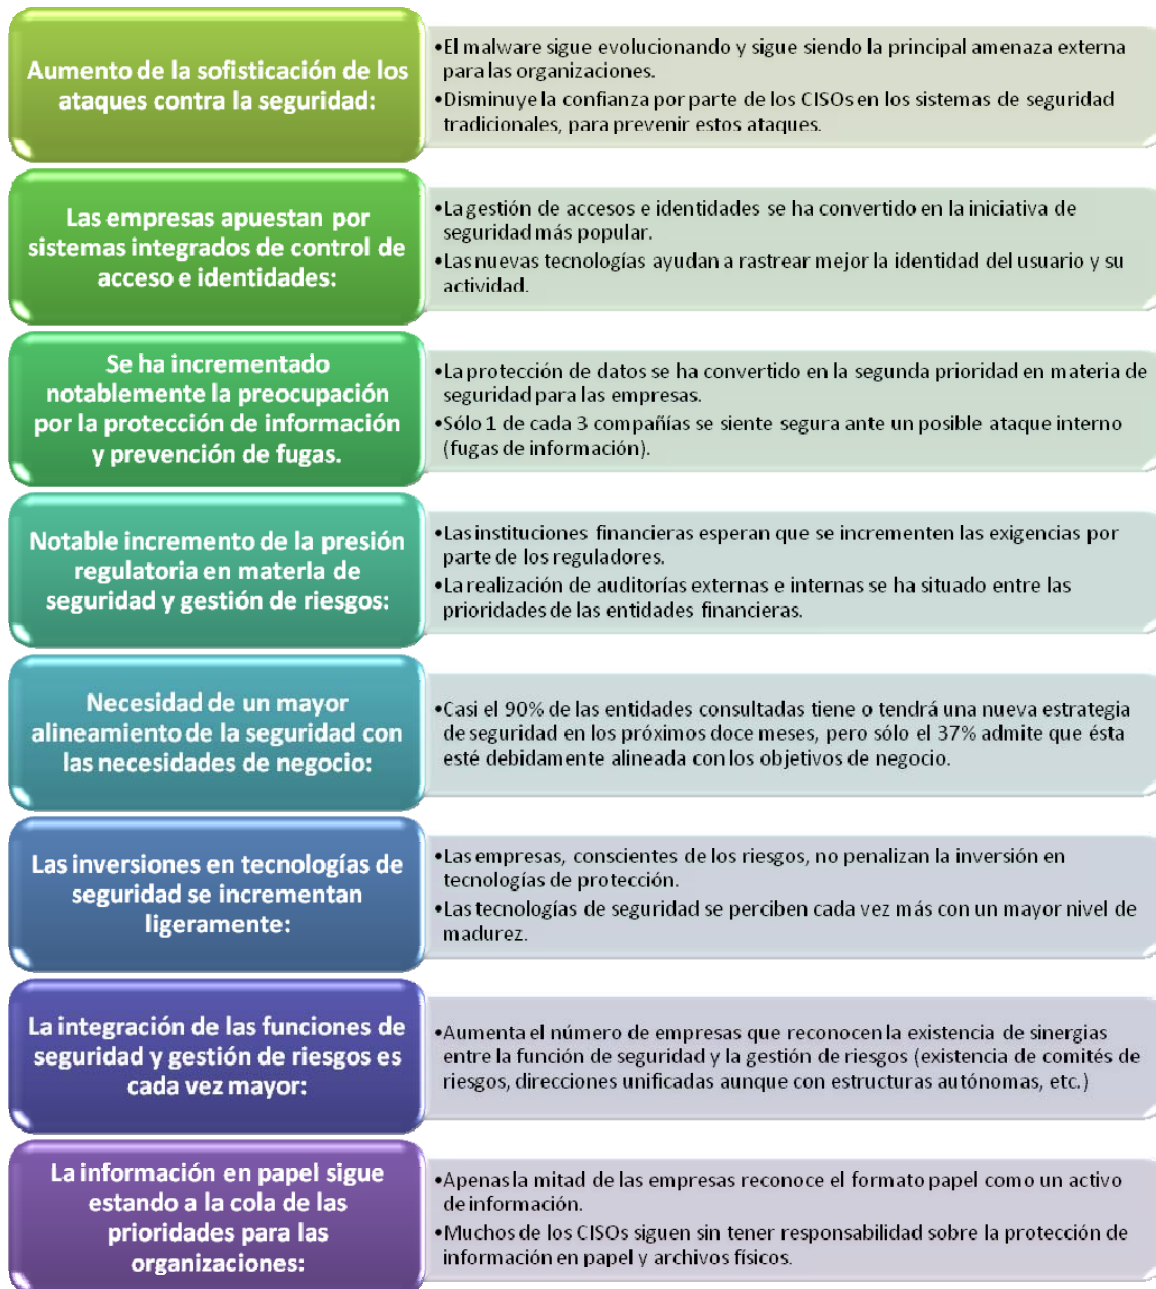 Aumento de la sofisticación de los
ataques contra la seguridad:
•El malware sigue evolucionando y sigue siendo la principal amenaza externa
para las organizaciones.
•Disminuye la confianza por parte de los CISOs en los sistemas de seguridad
tradicionales, para prevenir estos ataques.
Las empresas apuestan por
sistemas integrados de control de
acceso e identidades:
•La gestión de accesos e identidades se ha convertido en la iniciativa de
seguridad más popular.
•Las nuevas tecnologías ayudan a rastrear mejor la identidad del usuario y su
actividad.
Se ha incrementado
notablemente la preocupación
por la protección de información
y prevención de fugas.
•La protección de datos se ha convertido en la segunda prioridad en materia de
seguridad para las empresas.
•Sólo 1 de cada 3 compañías se siente segura ante un posible ataque interno
(fugas de información).
Notable incremento de la presión
regulatoria en materia de
seguridad y gestión de riesgos:
•Las instituciones financieras esperan que se incrementen las exigencias por
parte de los reguladores.
•La realización de auditorías externas e internas se ha situado entre las
prioridades de las entidades financieras.
Necesidad de un mayor
alineamiento de la seguridad con
las necesidades de negocio:
•Casi el 90% de las entidades consultadas tiene o tendrá una nueva estrategia
de seguridad en los próximos doce meses, pero sólo el 37% admite que ésta
esté debidamente alineada con los objetivos de negocio.
Las inversiones en tecnologías de
seguridad se incrementan
ligeramente:
•Las empresas, conscientes de los riesgos, no penalizan la inversión en
tecnologías de protección.
•Las tecnologías de seguridad se perciben cada vez más con un mayor nivel de
madurez.
La integración de las funciones de
seguridad y gestión de riesgos es
cada vez mayor:
•Aumenta el número de empresas que reconocen la existencia de sinergias
entre la función de seguridad y la gestión de riesgos (existencia de comités de
riesgos, direcciones unificadas aunque con estructuras autónomas, etc.)
La información en papel sigue
estando a la cola de las
prioridades para las
organizaciones:
•Apenas la mitad de las empresas reconoce el formato papel como un activo
de información.
•Muchos de los CISOs siguen sin tener responsabilidad sobre la protección de
información en papel y archivos físicos.